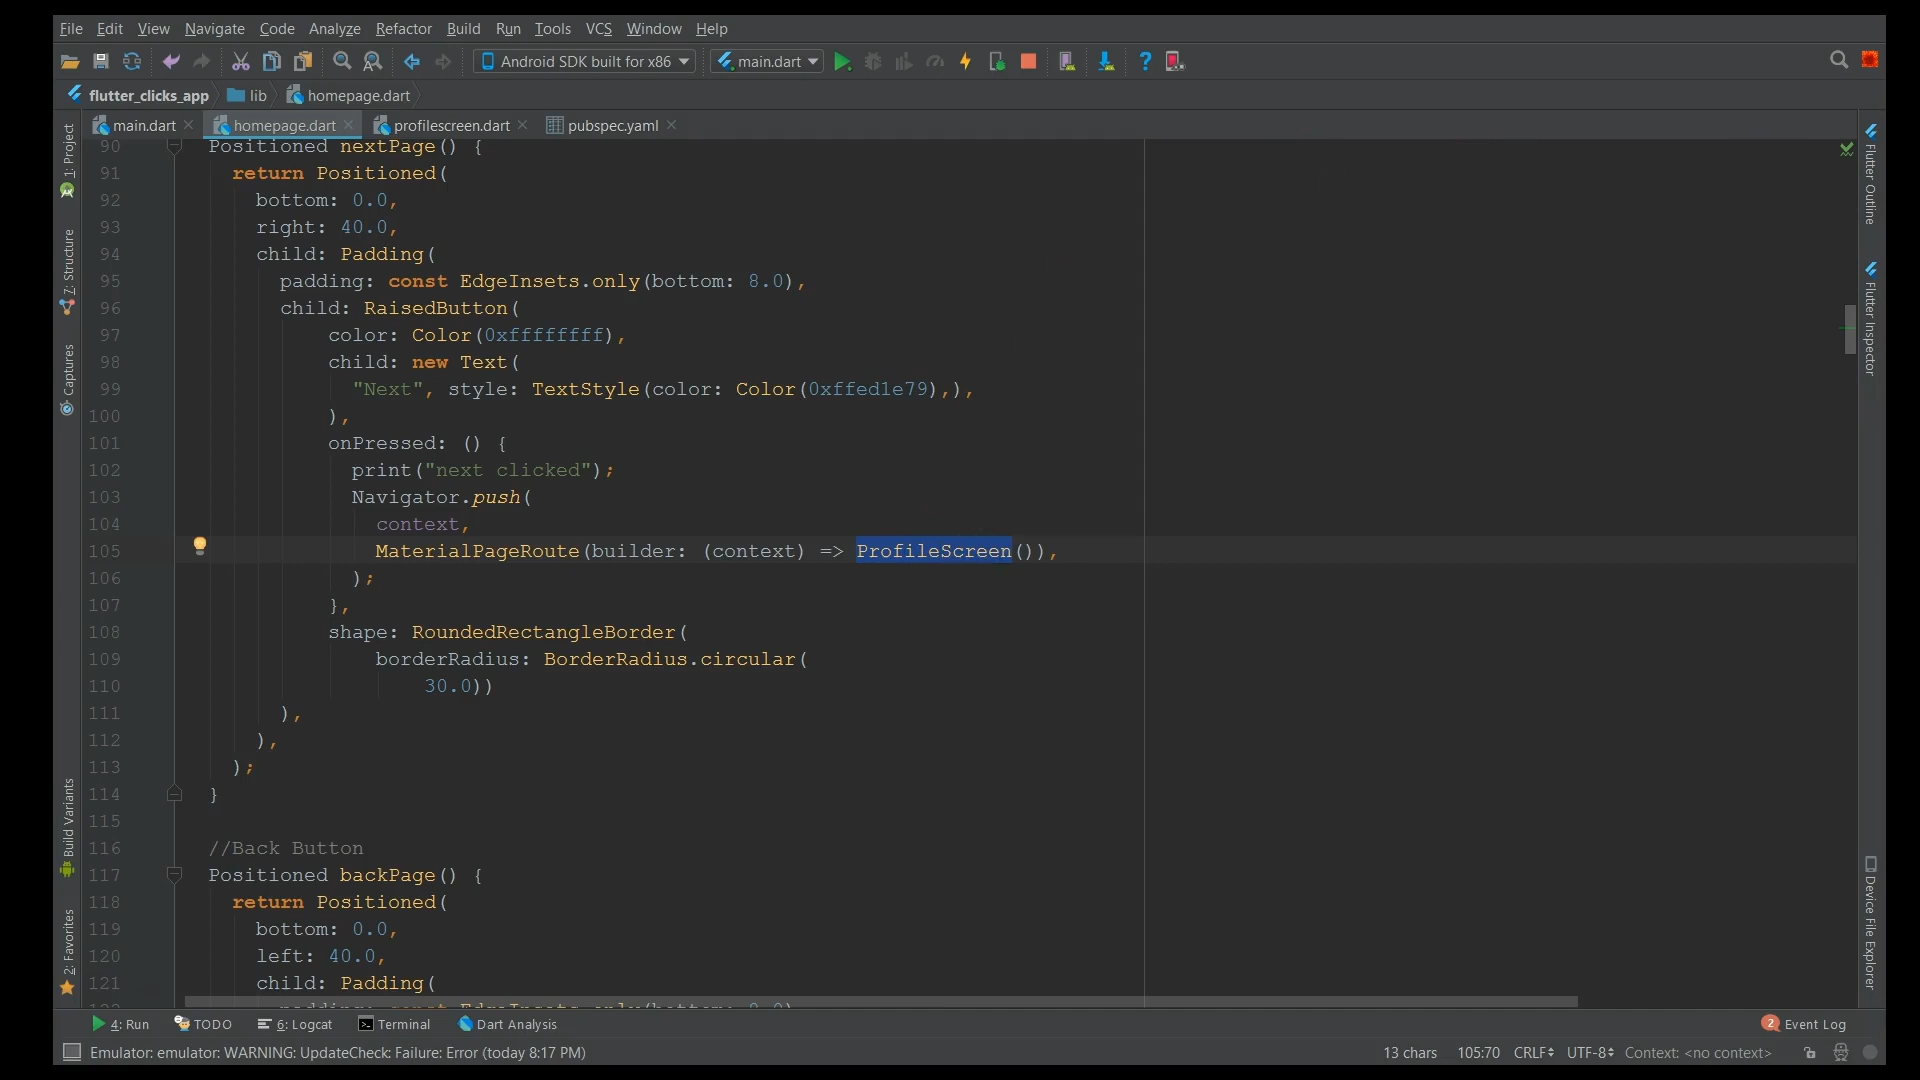 File Edit View Navigate Code Analyze Refactor Build Run Tools VCS Window Help
Android SDK built for x86 main.dart
flutter_clicks_app lib homepage.dart
main.dart homepage.dart profilescreen.dart pubspec.yaml
1: Project
7: Structure
Captures
Build Variants
2: Favorites
90 Positioned nextPage() {
91 return Positioned(
92 bottom: 0.0,
93 right: 40.0,
94 child: Padding(
95 padding: const EdgeInsets.only(bottom: 8.0),
96 child: RaisedButton(
97 color: Color(0xffffffff),
98 child: new Text(
99 "Next", style: TextStyle(color: Color(0xffed1e79),),
100 ),
101 onPressed: () {
102 print("next clicked");
103 Navigator.push(
104 context,
105 MaterialPageRoute(builder: (context) => ProfileScreen()),
106 );
107 },
108 shape: RoundedRectangleBorder(
109 borderRadius: BorderRadius.circular(
110 30.0))
111 ),
112 ),
113 );
114 }
115
116 //Back Button
117 Positioned backPage() {
118 return Positioned(
119 bottom: 0.0,
120 left: 40.0,
121 child: Padding(
Flutter Outline
Flutter Inspector
Device File Explorer
4: Run TODO 6: Logcat Terminal Dart Analysis 2 Event Log
Emulator: emulator: WARNING: UpdateCheck: Failure: Error (today 8:17 PM) 13 chars 105:70 CRLF UTF-8 Context: <no context>